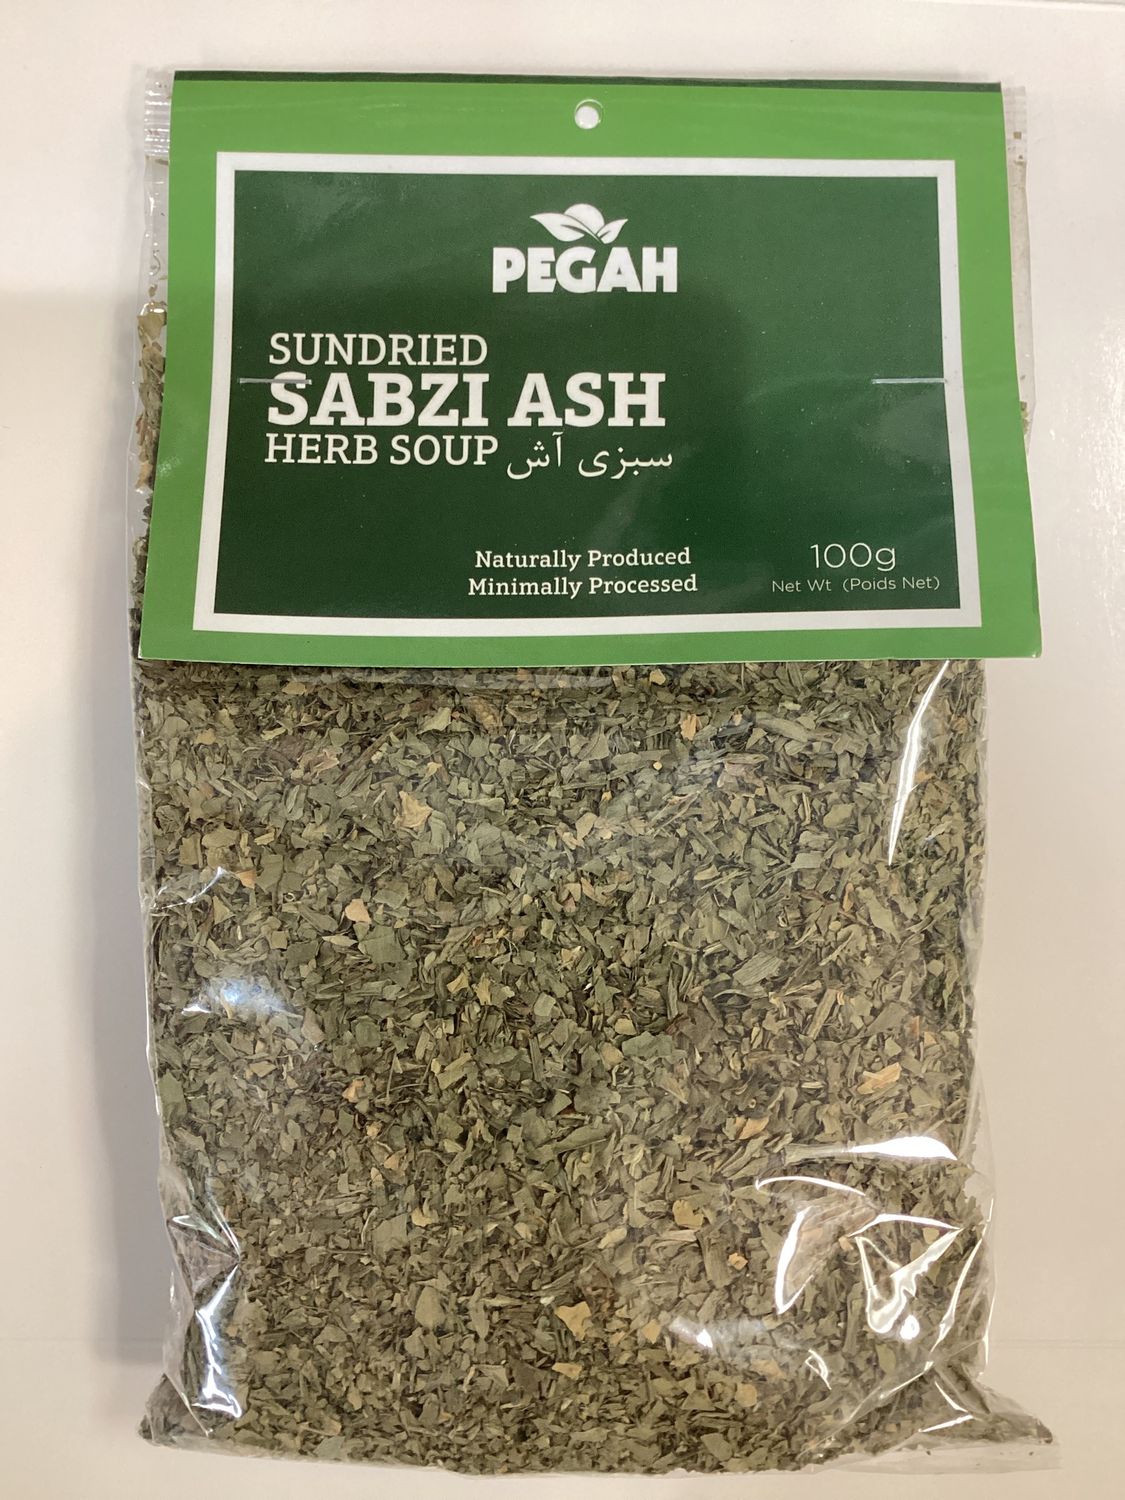 PEGAH
SUNDRIED
SABZI ASH
HERB SOUP سبزی آش
Naturally Produced
Minimally Processed
100g
Net Wt (Poids Net)